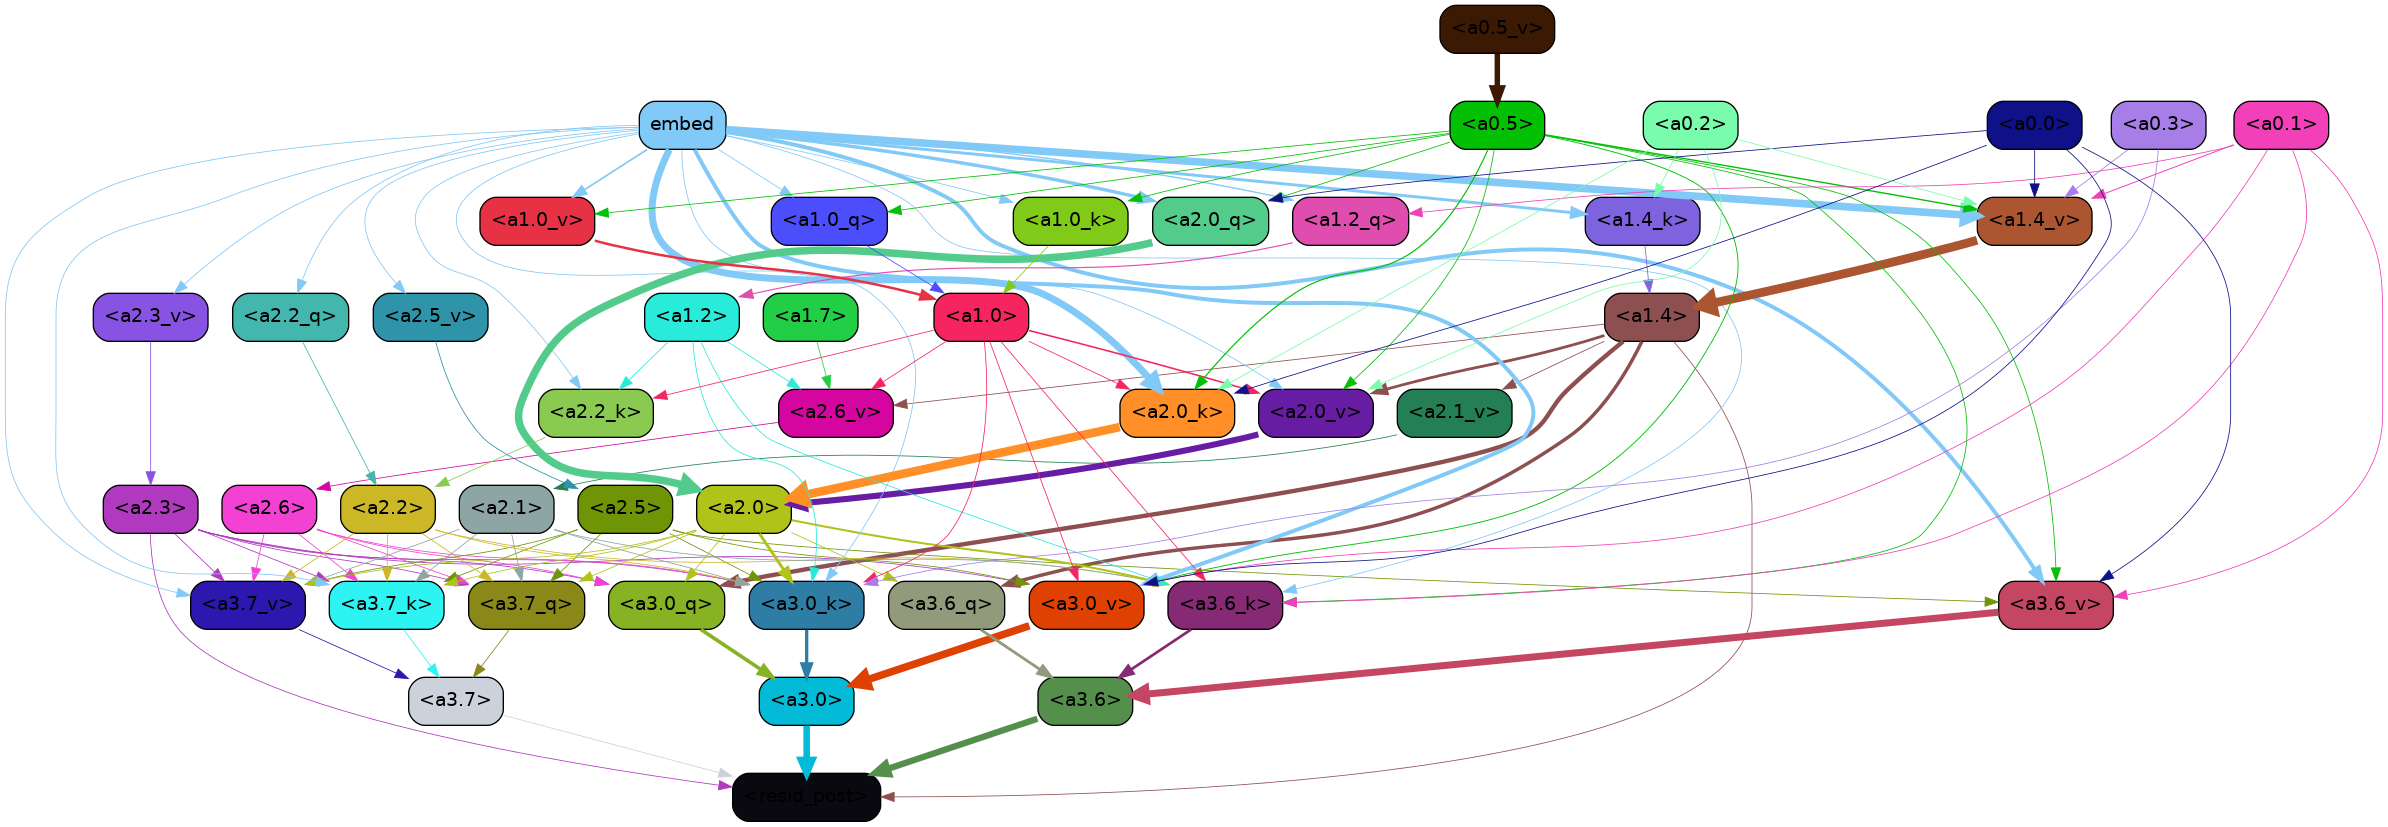 <a0.5_v>
embed
<a0.5>
<a0.2>
<a0.0>
<a0.3>
<a0.1>
<a1.0_v>
<a1.0_q>
<a1.0_k>
<a2.0_q>
<a1.2_q>
<a1.4_k>
<a1.4_v>
<a2.3_v>
<a2.2_q>
<a2.5_v>
<a1.2>
<a1.7>
<a1.0>
<a1.4>
<a2.2_k>
<a2.6_v>
<a2.0_k>
<a2.0_v>
<a2.1_v>
<a2.3>
<a2.6>
<a2.2>
<a2.1>
<a2.5>
<a2.0>
<a3.7_v>
<a3.7_k>
<a3.7_q>
<a3.0_q>
<a3.0_k>
<a3.6_q>
<a3.0_v>
<a3.6_k>
<a3.6_v>
<a3.7>
<a3.0>
<a3.6>
<resid_post>